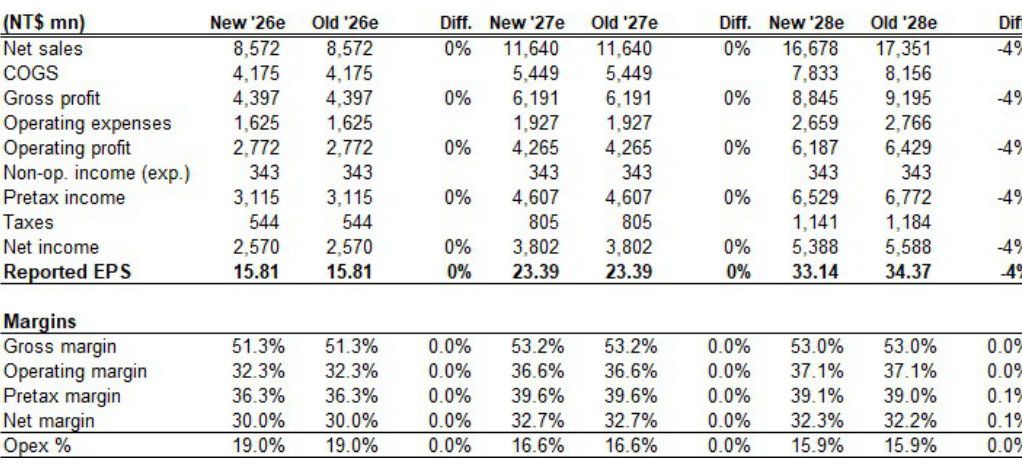 (NT$ mn) New '26e Old '26e Diff. New '27e Old '27e Diff. New '28e Old '28e
Net sales 8,572 8,572 0% 11,640 11,640 0% 16,678 17,351 -4%
COGS 4,175 4,175 5,449 5,449 7,833 8,156
Gross profit 4,397 4,397 0% 6,191 6,191 0% 8,845 9,195 -4%
Operating expenses 1,625 1,625 1,927 1,927 2,659 2,766
Operating profit 2,772 2,772 0% 4,265 4,265 0% 6,187 6,429 -4%
Non-op. income (exp.) 343 343 343 343 343 343
Pretax income 3,115 3,115 0% 4,607 4,607 0% 6,529 6,772 -4%
Taxes 544 544 805 805 1,141 1,184
Net income 2,570 2,570 0% 3,802 3,802 0% 5,388 5,588 -4%
Reported EPS 15.81 15.81 0% 23.39 23.39 0% 33.14 34.37 -4%
Margins
Gross margin 51.3% 51.3% 0.0% 53.2% 53.2% 0.0% 53.0% 53.0% 0.0%
Operating margin 32.3% 32.3% 0.0% 36.6% 36.6% 0.0% 37.1% 37.1% 0.0%
Pretax margin 36.3% 36.3% 0.0% 39.6% 39.6% 0.0% 39.1% 39.0% 0.1%
Net margin 30.0% 30.0% 0.0% 32.7% 32.7% 0.0% 32.3% 32.2% 0.1%
Opex % 19.0% 19.0% 0.0% 16.6% 16.6% 0.0% 15.9% 15.9% 0.0%